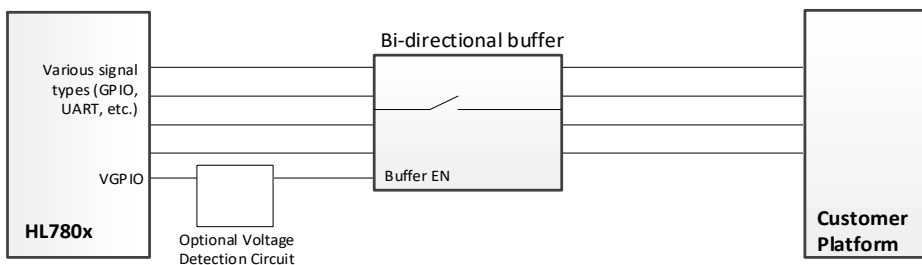 Bi-directional buffer
Various signal
types (GPIO,
UART, etc.)
VGPIO
Buffer EN
HL780x
Optional Voltage
Detection Circuit
Customer
Platform